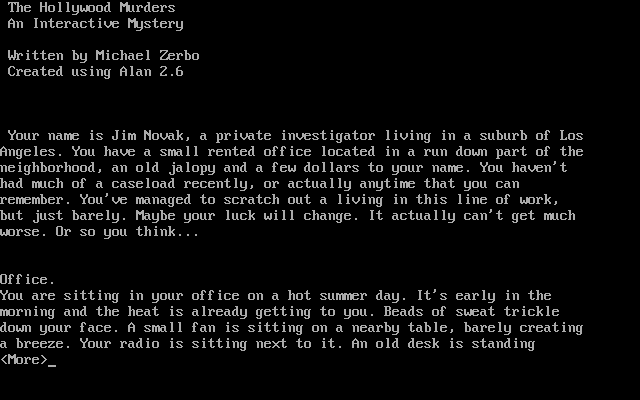 The Hollywood Murders
An Interactive Mystery
Written by Michael Zerbo
Created using Alan 2.6
Your name is Jim Novak, a private investigator living in a suburb of Los
Angeles. You have a small rented office located in a run down part of the
neighborhood, an old jalopy and a few dollars to your name. You haven't
had much of a caseload recently, or actually anytime that you can
remember. You've managed to scratch out a living in this line of work,
but just barely. Maybe your luck will change. It actually can't get much
worse. Or so you think...
Office.
You are sitting in your office on a hot summer day. It's early in the
morning and the heat is already getting to you. Beads of sweat trickle
down your face. A small fan is sitting on a nearby table, barely creating
a breeze. Your radio is sitting next to it. An old desk is standing
<More>_